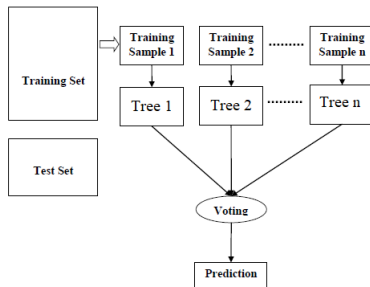 Training Set
Training
Sample 1
Training
Sample 2
.........
Training
Sample n
Tree 1
Tree 2
.........
Tree n
Test Set
Voting
Prediction